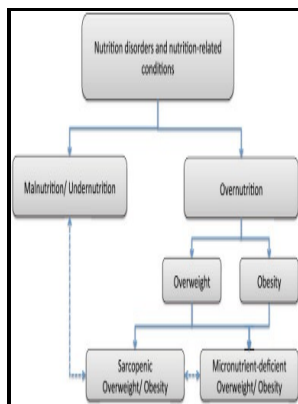 Nutrition disorders and nutrition-related
conditions
Malnutrition/ Undernutrition
Overnutrition
Overweight
Obesity
Sarcopenic
Overweight/ Obesity
Micronutrient-deficient
Overweight/ Obesity